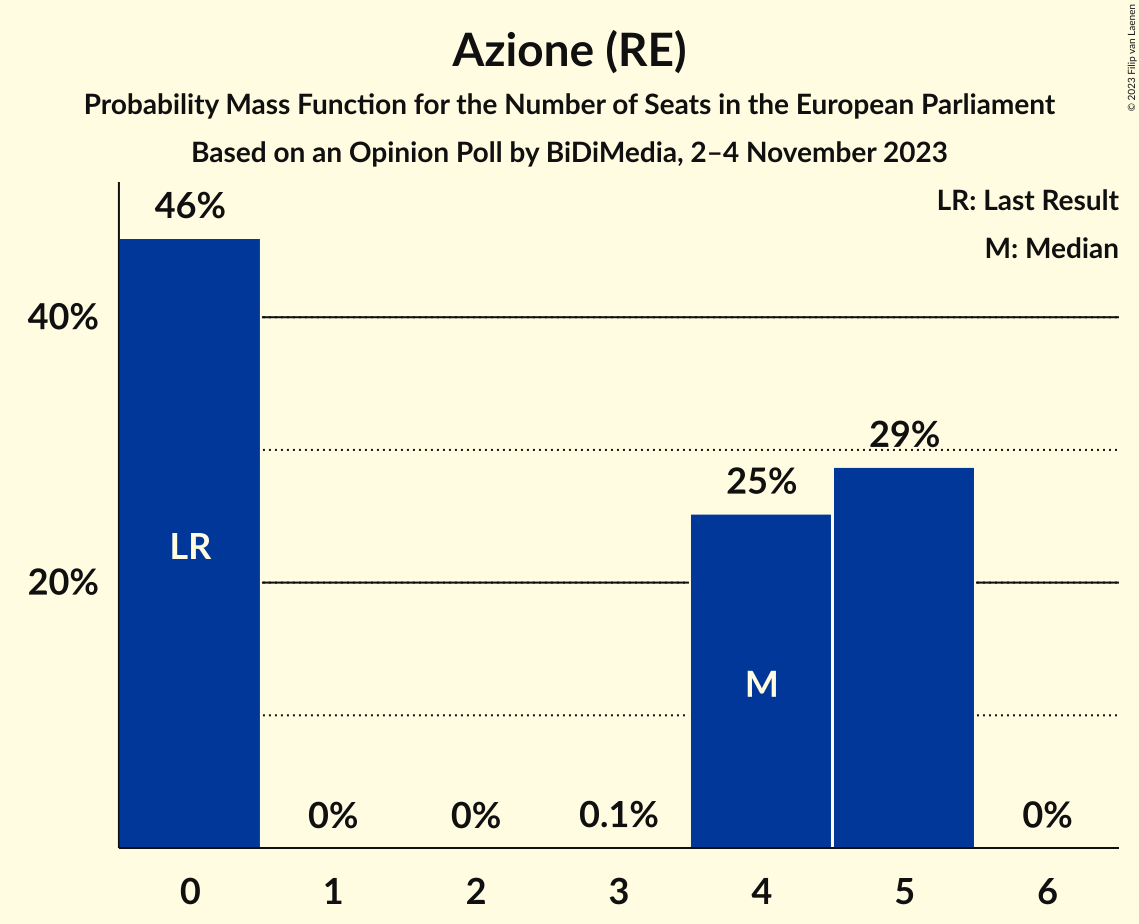 Azione (RE)
Probability Mass Function for the Number of Seats in the European Parliament
Based on an Opinion Poll by BiDiMedia, 2–4 November 2023
© 2023 Filip van Laenen
LR: Last Result
M: Median
46%
40%
29%
25%
LR
20%
M
0%
0%
0.1%
0%
0
1
2
3
4
5
6